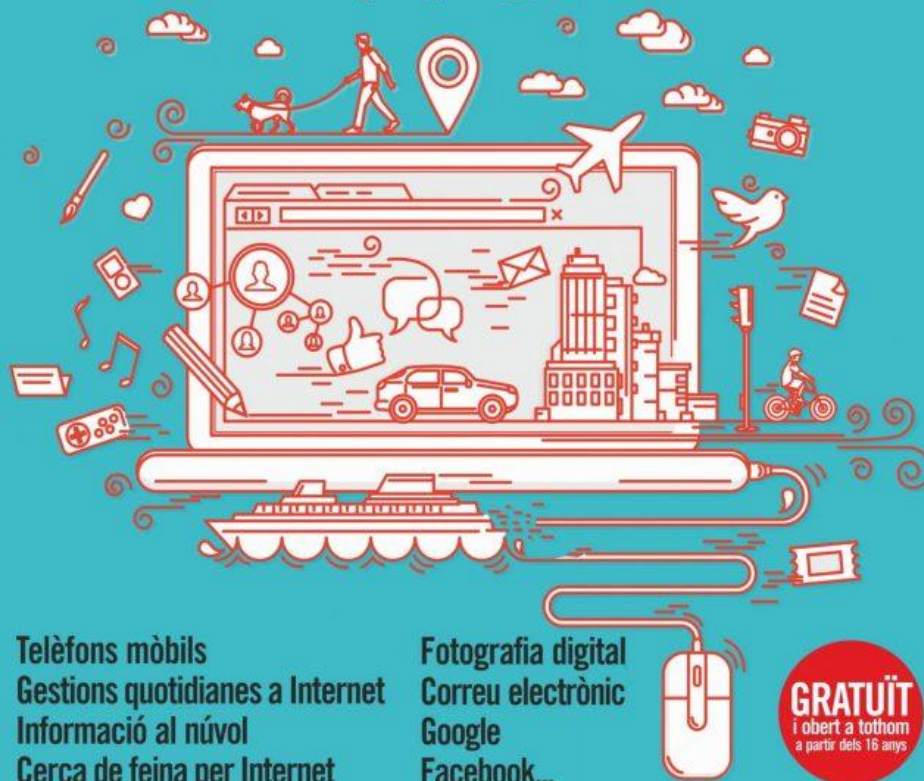 Telèfons mòbils
Gestions quotidianes a Internet
Informació al núvol
Cerca de feina per Internet
Fotografia digital
Correu electrònic
Google
Facebook...
GRATUÏT
i obert a tothom
a partir dels 16 anys